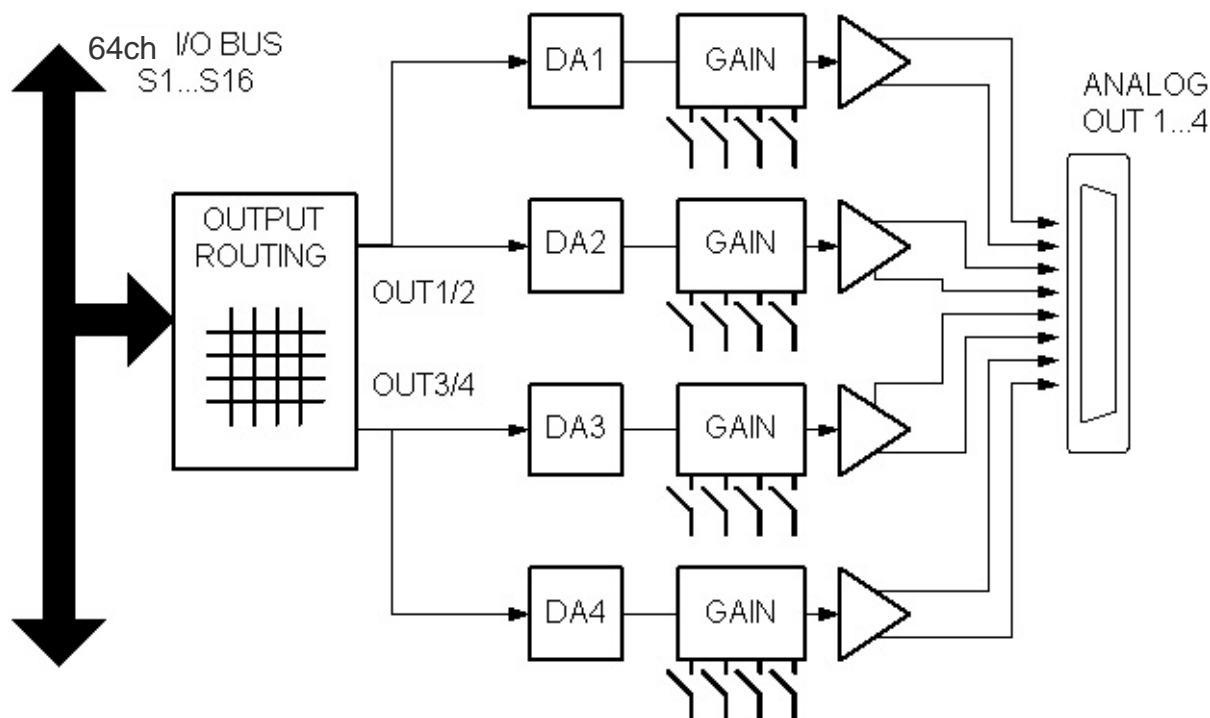 64ch I/O BUS
S1...S16
DA1
GAIN
ANALOG
OUT 1...4
OUTPUT
ROUTING
DA2
GAIN
OUT1/2
OUT3/4
DA3
GAIN
DA4
GAIN